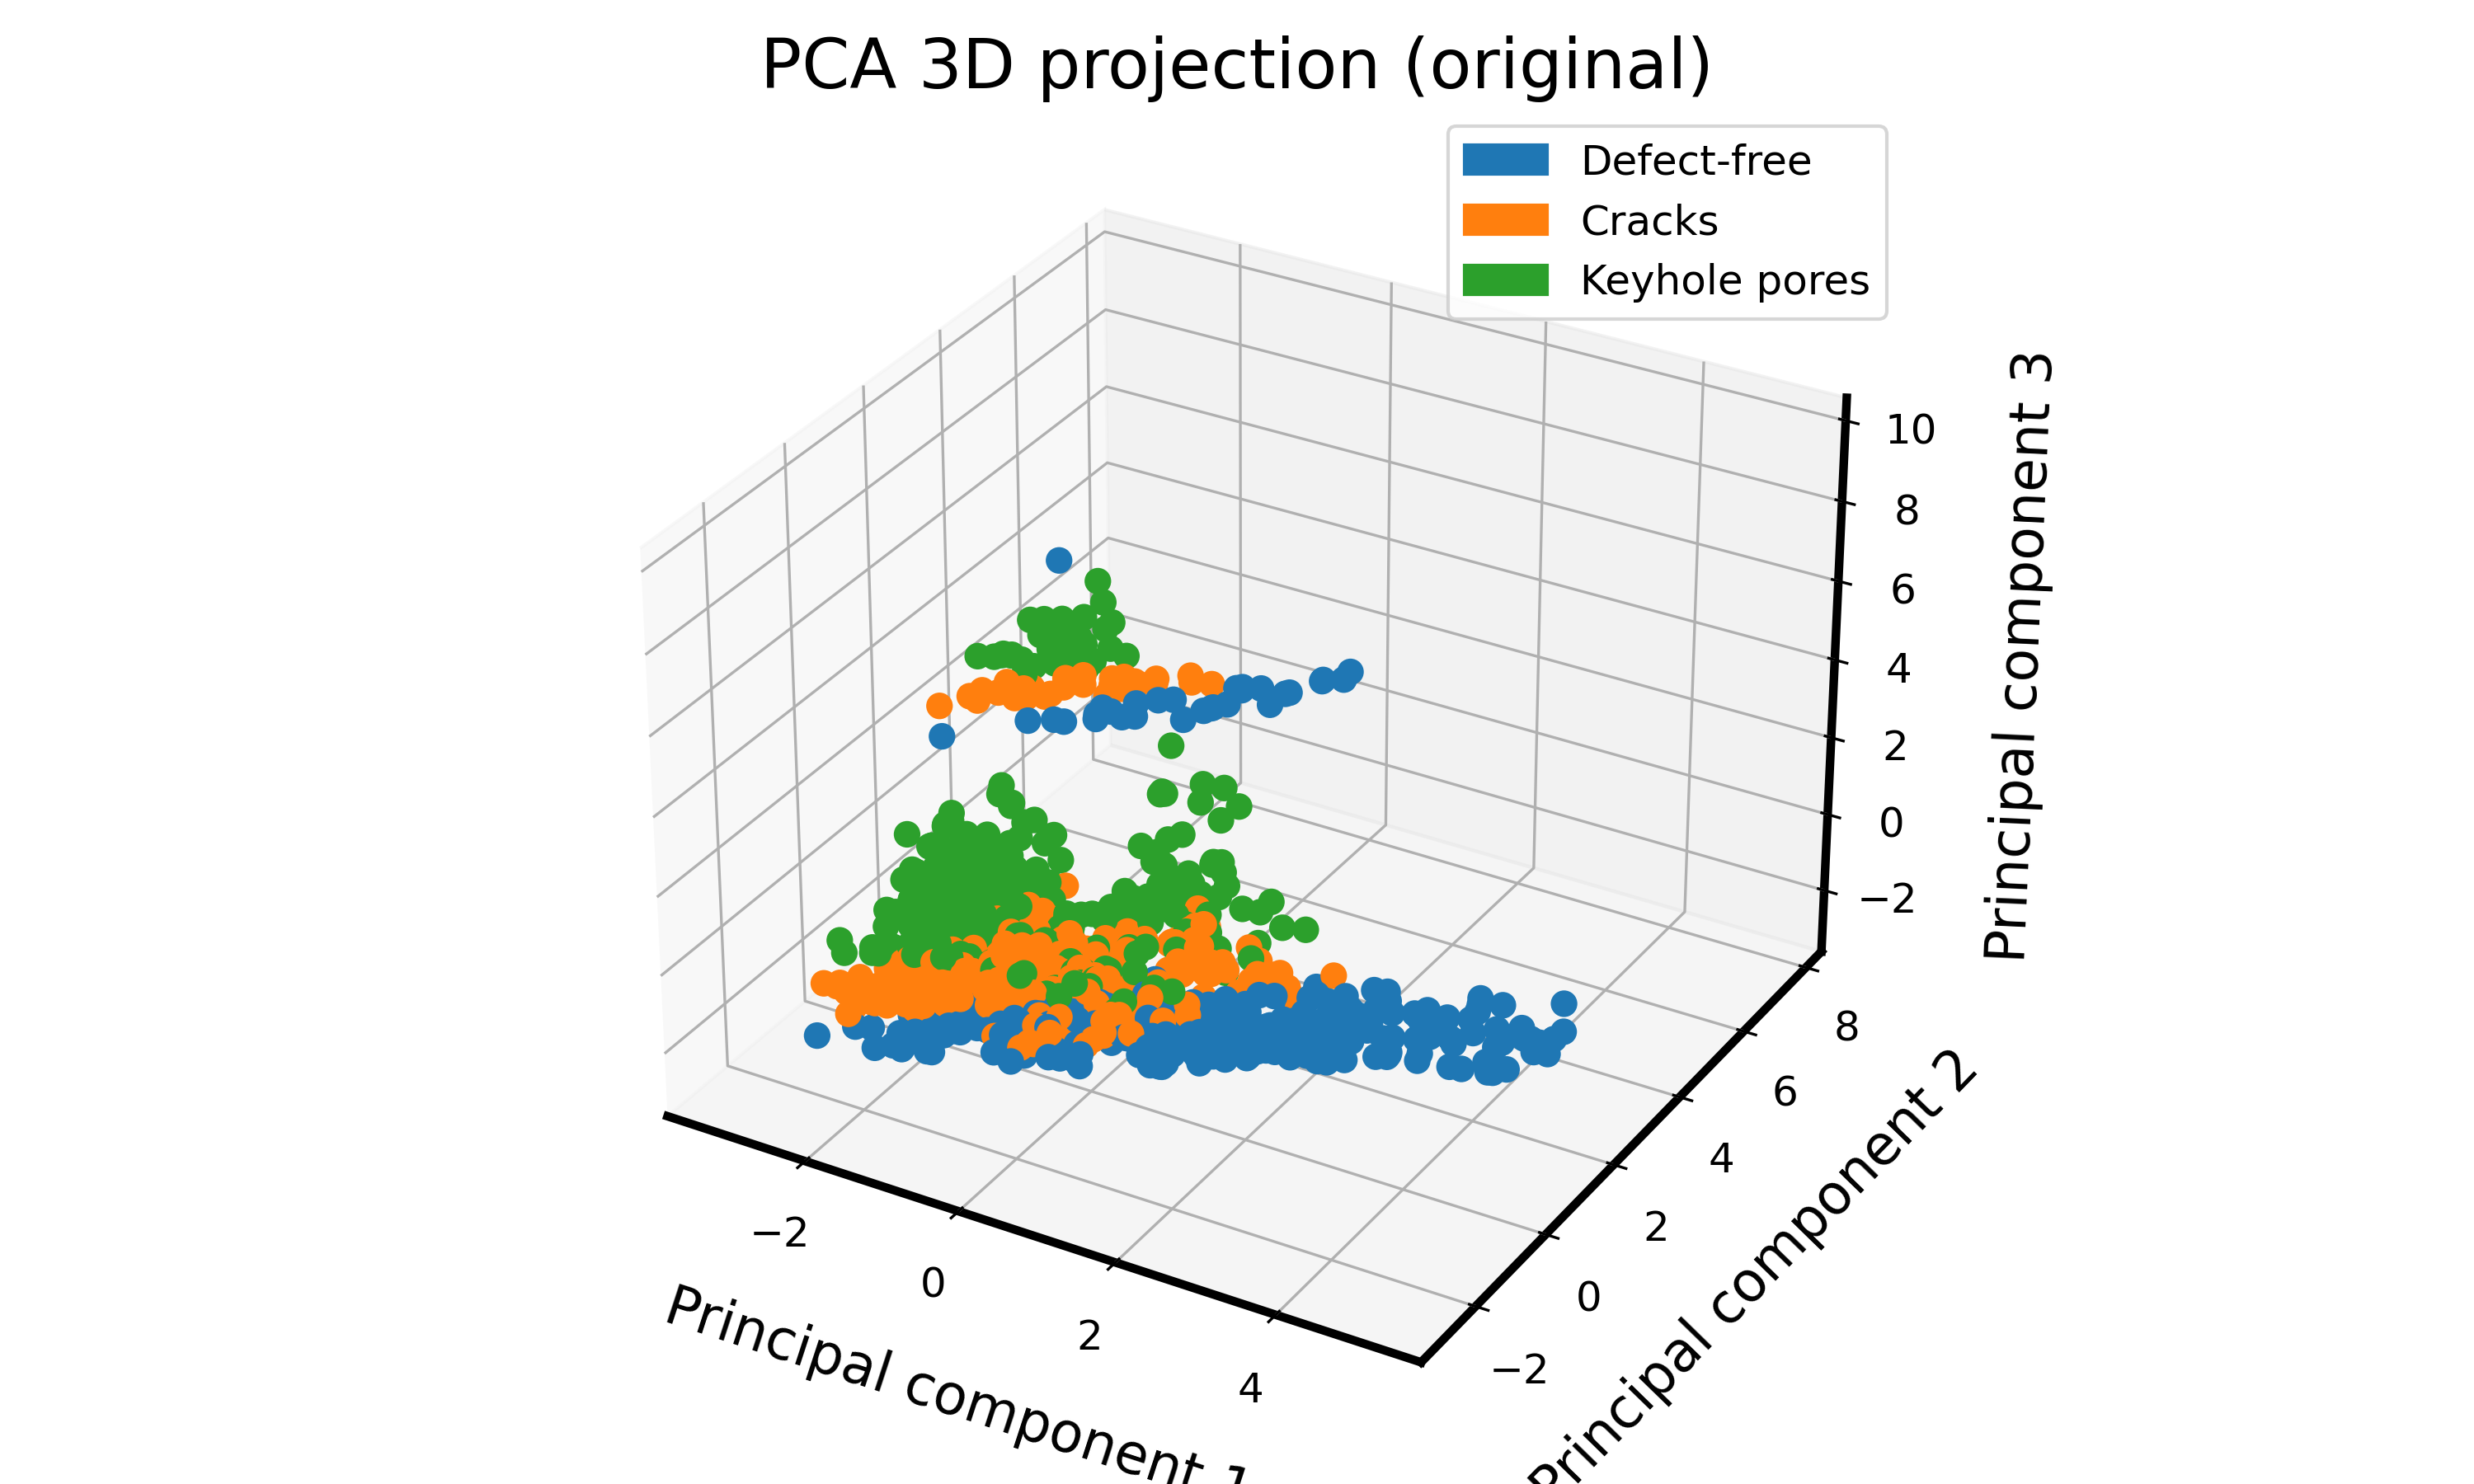 PCA 3D projection (original)
Defect-free
Cracks
Keyhole pores
10
8
6
4
2
0
−2
Principal component 3
8
6
4
2
0
−2
Principal component 2
−2
0
2
4
Principal component 1